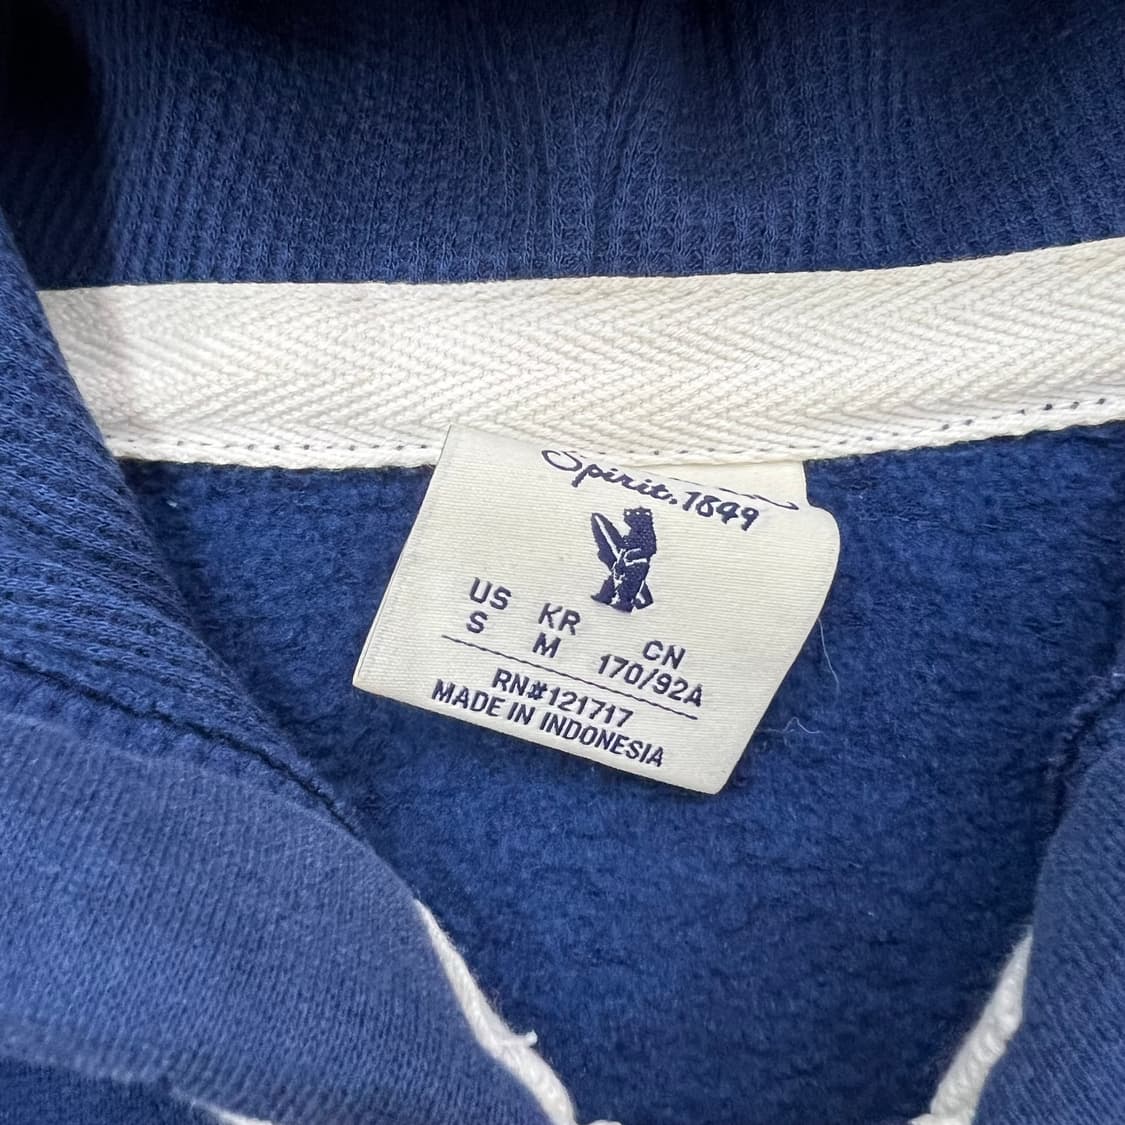 Spirit. 1849
US KR CN
S M 170/92A
RN#121717
MADE IN INDONESIA